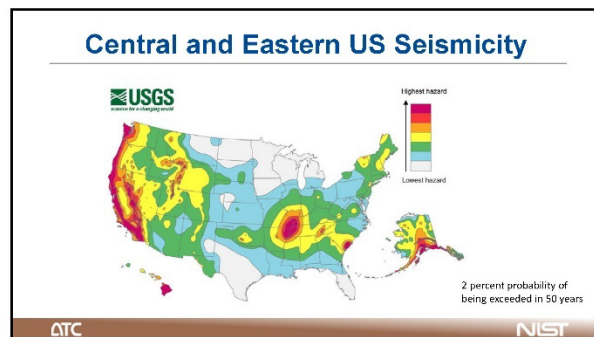 Central and Eastern US Seismicity
USGS
science for a changing world
Highest hazard
Lowest hazard
2 percent probability of
being exceeded in 50 years
ATC
NIST